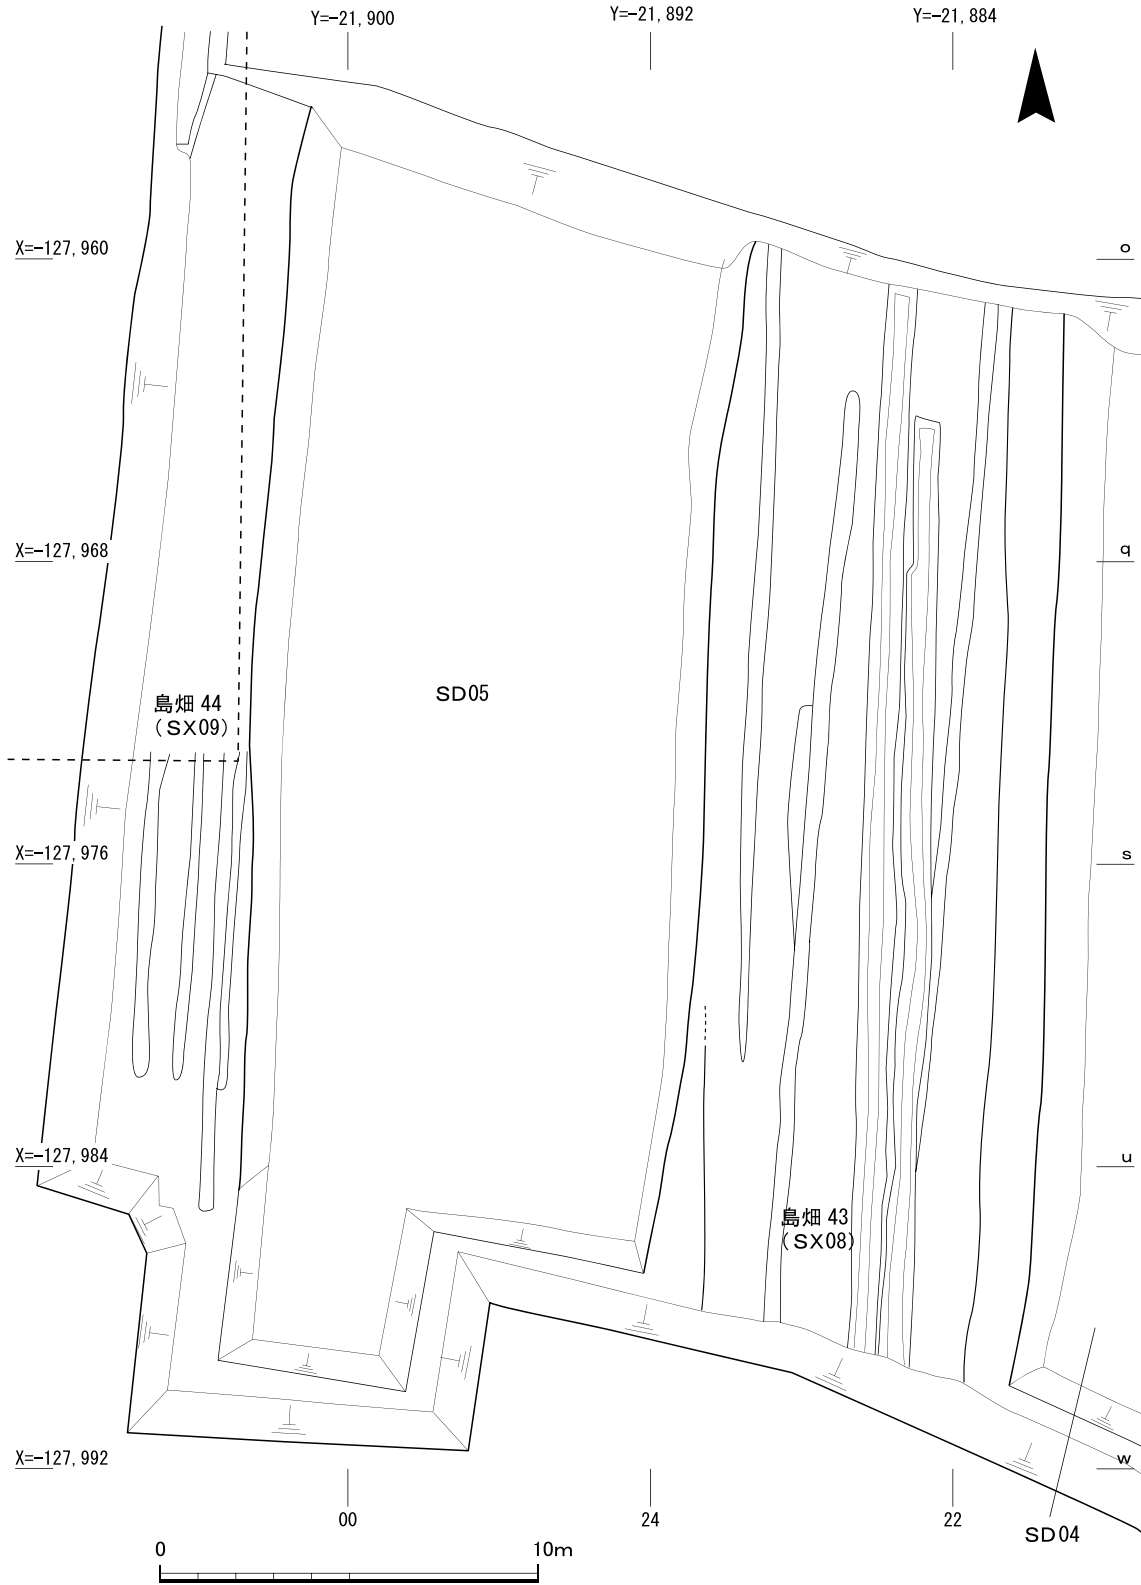 Y=-21,900
Y=-21,892
Y=-21,884
X=-127,960
o
X=-127,968
q
島畑 44
（SX09）
SD05
X=-127,976
s
X=-127,984
u
島畑 43
（SX08）
X=-127,992
w
00
24
22
SD04
0
10m